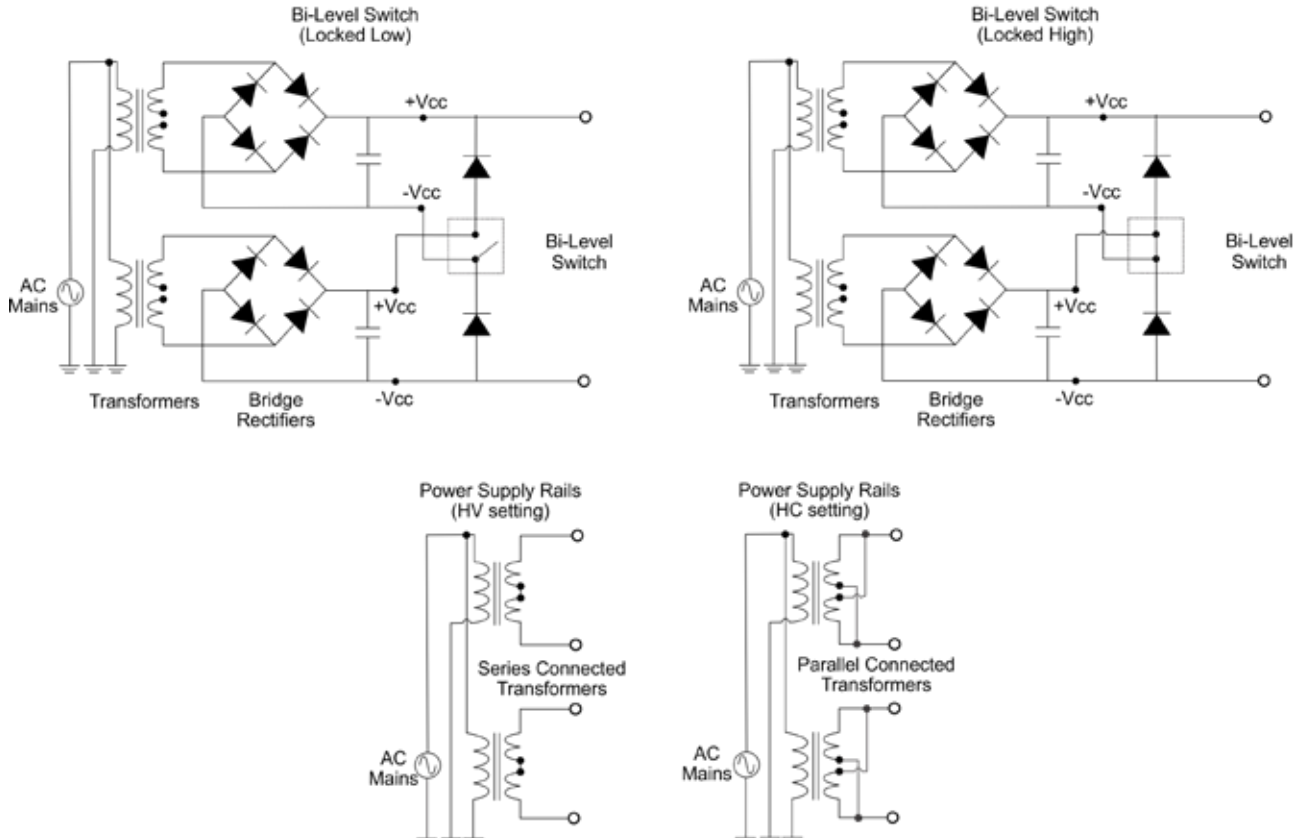 Bi-Level Switch
(Locked Low)
+Vcc
-Vcc
Bi-Level
Switch
AC
Mains
+Vcc
-Vcc
Transformers
Bridge
Rectifiers
Bi-Level Switch
(Locked High)
+Vcc
-Vcc
Bi-Level
Switch
AC
Mains
+Vcc
-Vcc
Transformers
Bridge
Rectifiers
Power Supply Rails
(HV setting)
Series Connected
Transformers
AC
Mains
Power Supply Rails
(HC setting)
Parallel Connected
Transformers
AC
Mains